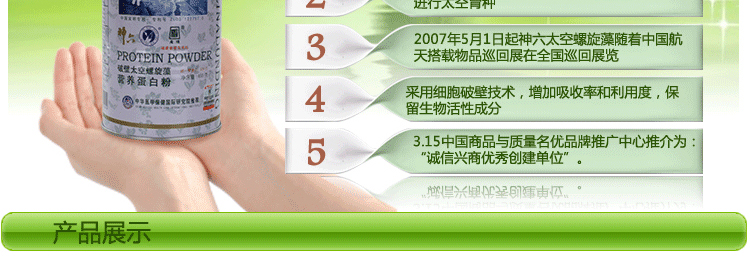 2
进行太空育种
3
2007年5月1日起神六太空螺旋藻随着中国航
天搭载物品巡回展在全国巡回展览
4
采用细胞破壁技术，增加吸收率和利用度，保
留生物活性成分
5
3.15中国商品与质量名优品牌推广中心推介为：
“诚信兴商优秀创建单位”。
神六
PROTEIN POWDER
破壁太空螺旋藻
营养蛋白粉
产品展示